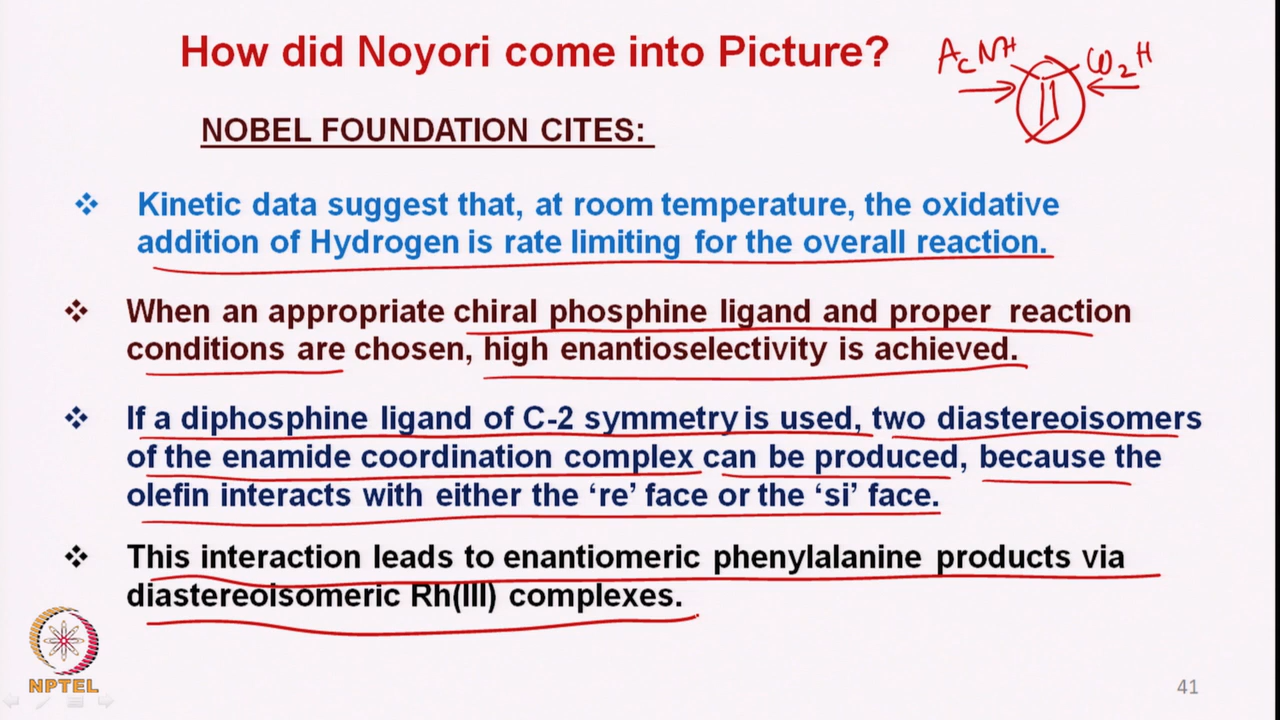 How did Noyori come into Picture?
AcNH CO2H
NOBEL FOUNDATION CITES:
❖ Kinetic data suggest that, at room temperature, the oxidative
addition of Hydrogen is rate limiting for the overall reaction.
❖ When an appropriate chiral phosphine ligand and proper reaction
conditions are chosen, high enantioselectivity is achieved.
❖ If a diphosphine ligand of C-2 symmetry is used, two diastereoisomers
of the enamide coordination complex can be produced, because the
olefin interacts with either the ‘re’ face or the ‘si’ face.
❖ This interaction leads to enantiomeric phenylalanine products via
diastereoisomeric Rh(III) complexes.
NPTEL
41